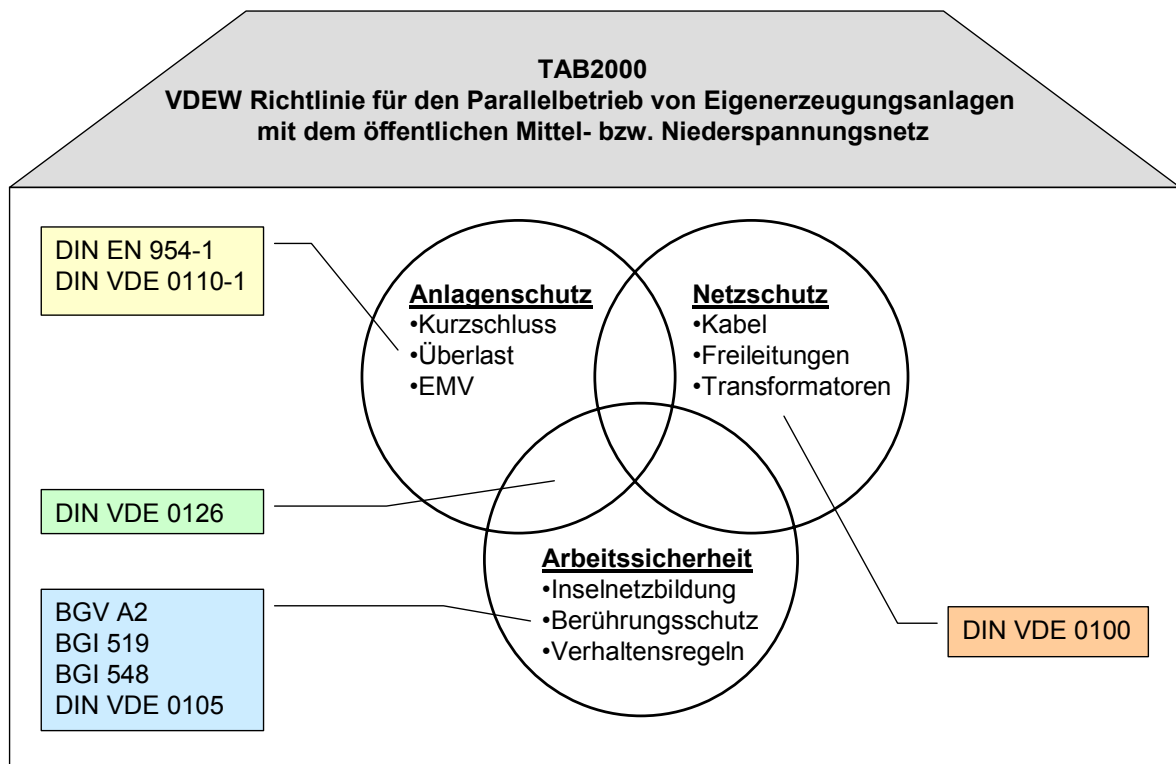 TAB2000
VDEW Richtlinie für den Parallelbetrieb von Eigenerzeugungsanlagen
mit dem öffentlichen Mittel- bzw. Niederspannungsnetz
DIN EN 954-1
DIN VDE 0110-1
Anlagenschutz
•Kurzschluss
•Überlast
•EMV
Netzschutz
•Kabel
•Freileitungen
•Transformatoren
DIN VDE 0126
Arbeitssicherheit
•Inselnetzbildung
•Berührungsschutz
•Verhaltensregeln
BGV A2
BGI 519
BGI 548
DIN VDE 0105
DIN VDE 0100